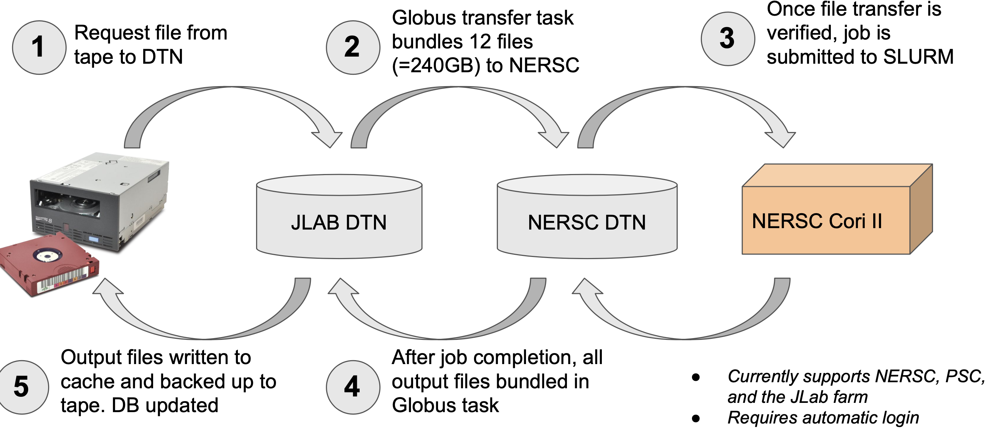 1
Request file from
tape to DTN
2
Globus transfer task
bundles 12 files
(=240GB) to NERSC
3
Once file transfer is
verified, job is
submitted to SLURM
JLAB DTN
NERSC DTN
NERSC Cori II
5
Output files written to
cache and backed up to
tape. DB updated
4
After job completion, all
output files bundled in
Globus task
● Currently supports NERSC, PSC,
and the JLab farm
● Requires automatic login